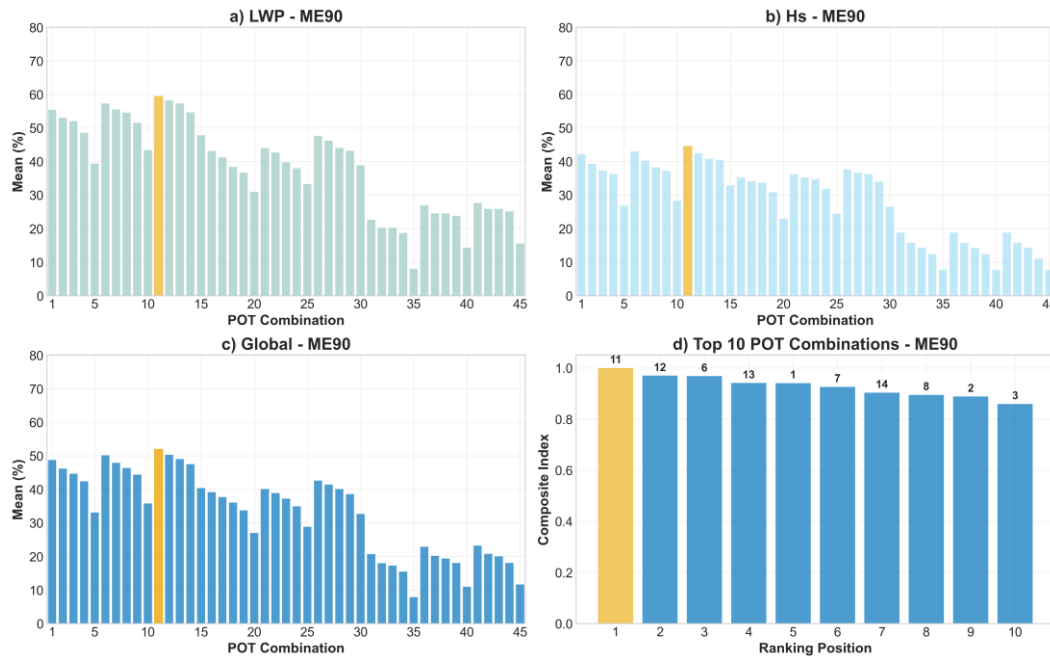 a) LWP - ME90
80
70
60
50
40
30
20
10
0
Mean (%)
1 5 10 15 20 25 30 35 40 45
POT Combination
b) Hs - ME90
80
70
60
50
40
30
20
10
0
Mean (%)
1 5 10 15 20 25 30 35 40 4
POT Combination
c) Global - ME90
80
70
60
50
40
30
20
10
0
Mean (%)
1 5 10 15 20 25 30 35 40 45
POT Combination
d) Top 10 POT Combinations - ME90
11 12 6 13 1 7 14 8 2 3
1.0
0.8
0.6
0.4
0.2
0.0
Composite Index
1 2 3 4 5 6 7 8 9 10
Ranking Position